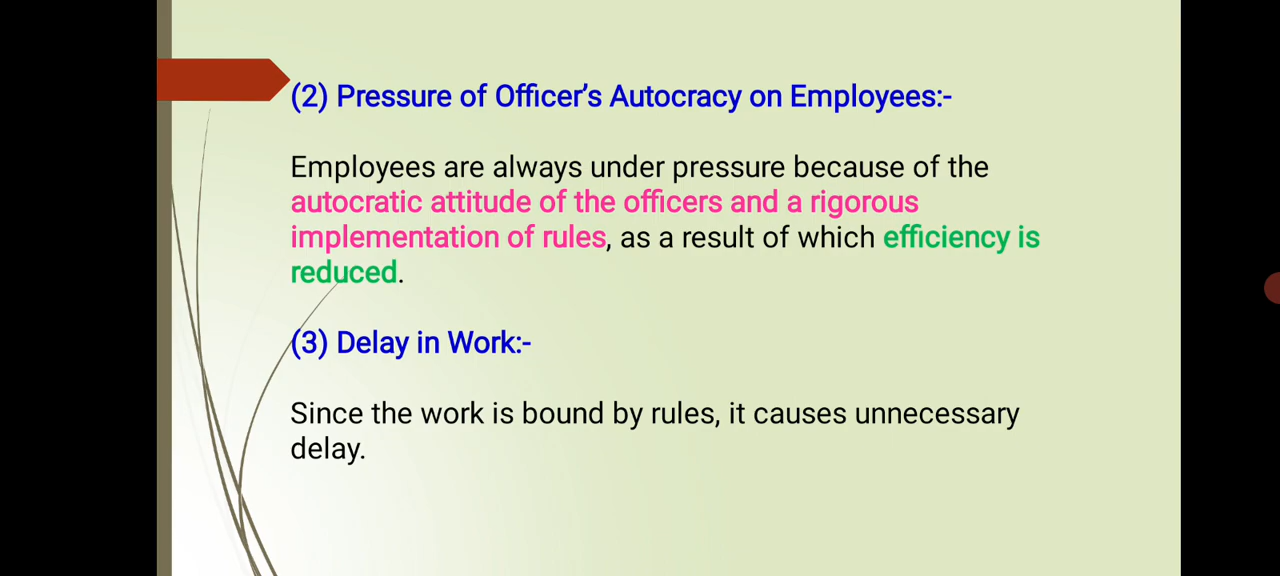 (2) Pressure of Officer’s Autocracy on Employees:-
Employees are always under pressure because of the
autocratic attitude of the officers and a rigorous
implementation of rules, as a result of which efficiency is
reduced.
(3) Delay in Work:-
Since the work is bound by rules, it causes unnecessary
delay.